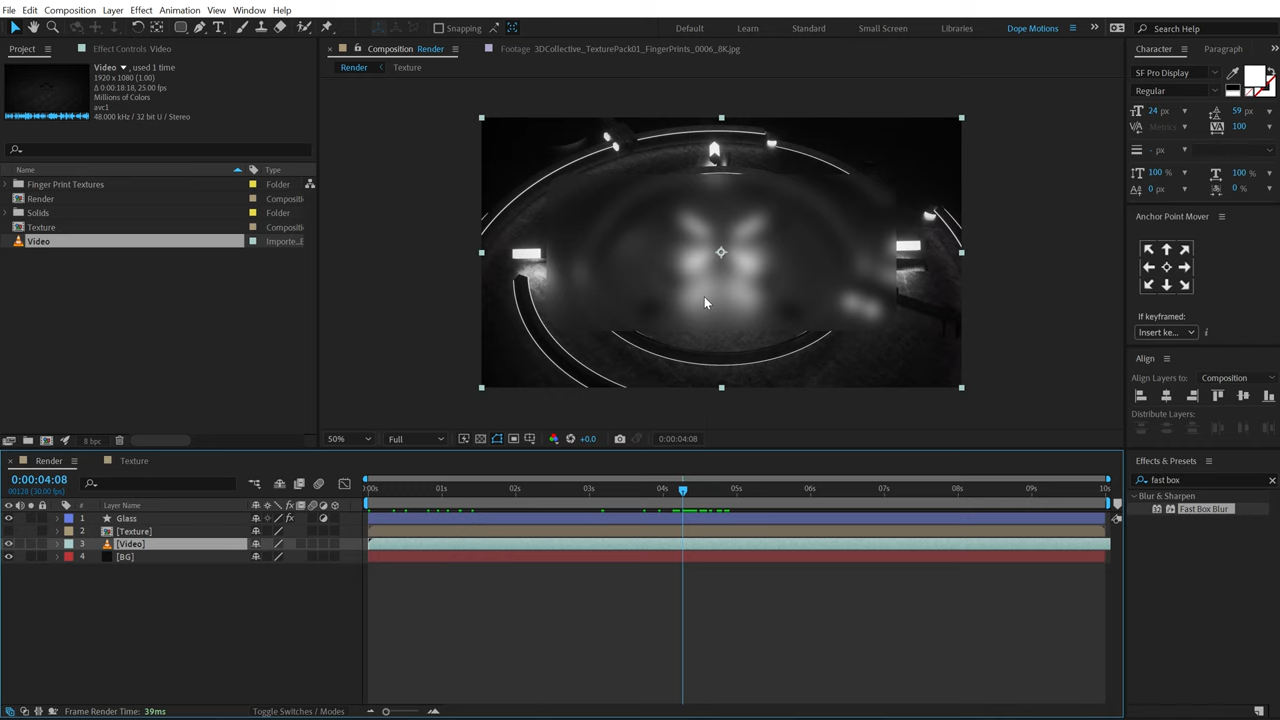 File Edit Composition Layer Effect Animation View Window Help
Snapping
Default Learn Standard Small Screen Libraries Dope Motions
Search Help
Project Effect Controls Video
Video , used 1 time
1920 x 1080 (1.00)
Δ 0:00:18:18, 25.00 fps
Millions of Colors
avc1
48.000 kHz / 32 bit U / Stereo
Name Type
Finger Print Textures Folder
Render Compositi
Solids Folder
Texture Compositi
Video Importe...E
8 bpc
Composition Render
Footage 3DCollective_TexturePack01_FingerPrints_0006_8K.jpg
Render Texture
50% Full +0.0 0:00:04:08
Character Paragraph
SF Pro Display
Regular
24 px 59 px
Metrics 100
- px
100 % 100 %
0 px 0 %
Anchor Point Mover
If keyframed:
Insert ke...
Align
Align Layers to: Composition
Distribute Layers:
Effects & Presets
fast box
Blur & Sharpen
Fast Box Blur
Render Texture
0:00:04:08
00128 (30.00 fps)
# Layer Name
0:00s 01s 02s 03s 04s 05s 06s 07s 08s 09s 10s
1 Glass
2 [Texture]
3 [Video]
4 [BG]
Frame Render Time: 39ms
Toggle Switches / Modes